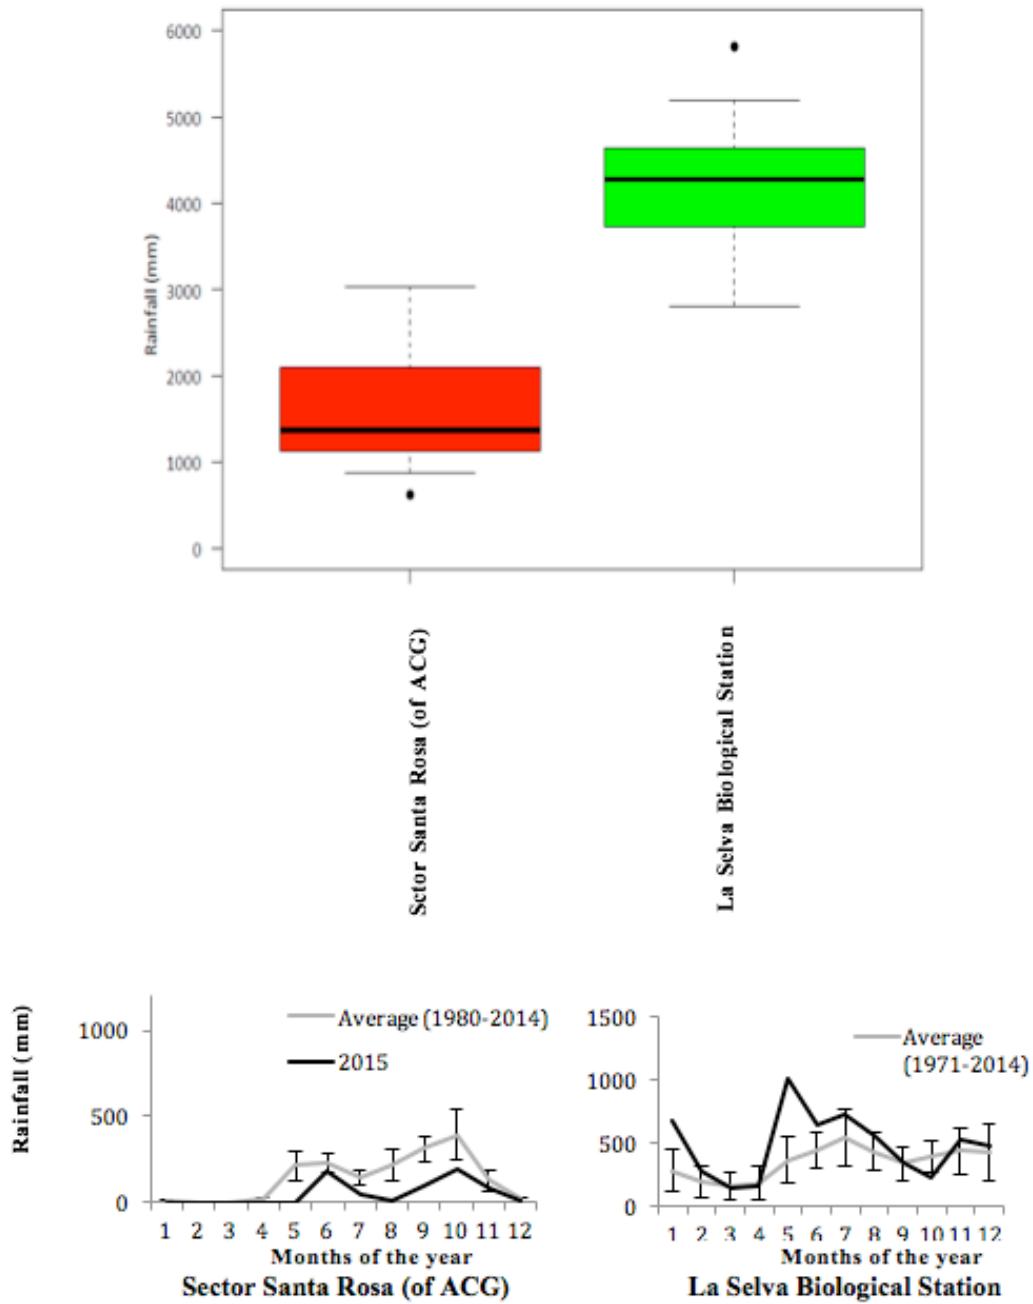 6000
5000
4000
3000
2000
1000
0
Rainfall (mm)
Sctor Santa Rosa (of ACG)
La Selva Biological Station
Rainfall (mm)
1000
500
0
Average (1980-2014)
2015
1 2 3 4 5 6 7 8 9 10 11 12
Months of the year
Sector Santa Rosa (of ACG)
1500
1000
500
0
Average
(1971-2014)
1 2 3 4 5 6 7 8 9 10 11 12
Months of the year
La Selva Biological Station